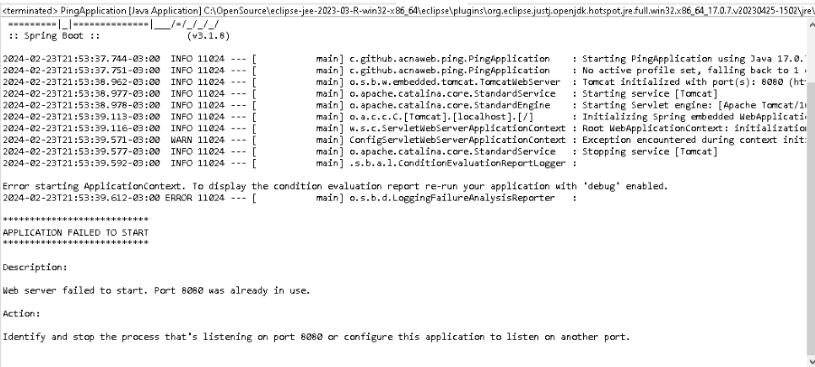 <terminated> PingApplication [Java Application] C:\OpenSource\eclipse-jee-2023-03-R-win32-x86_64\eclipse\plugins\org.eclipse.justj.openjdk.hotspot.jre.full.win32.x86_64_17.0.7.v20230425-1502\jre\
=========|_|==============|___/=/_/_/_/
:: Spring Boot ::                (v3.1.8)
2024-02-23T21:53:37.744-03:00  INFO 11024 --- [           main] c.github.acnaweb.ping.PingApplication    : Starting PingApplication using Java 17.0.
2024-02-23T21:53:37.751-03:00  INFO 11024 --- [           main] c.github.acnaweb.ping.PingApplication    : No active profile set, falling back to 1
2024-02-23T21:53:38.962-03:00  INFO 11024 --- [           main] o.s.b.w.embedded.tomcat.TomcatWebServer  : Tomcat initialized with port(s): 8080 (ht
2024-02-23T21:53:38.977-03:00  INFO 11024 --- [           main] o.apache.catalina.core.StandardService   : Starting service [Tomcat]
2024-02-23T21:53:38.978-03:00  INFO 11024 --- [           main] o.apache.catalina.core.StandardEngine    : Starting Servlet engine: [Apache Tomcat/1
2024-02-23T21:53:39.113-03:00  INFO 11024 --- [           main] o.a.c.c.C.[Tomcat].[localhost].[/]       : Initializing Spring embedded WebApplicati
2024-02-23T21:53:39.116-03:00  INFO 11024 --- [           main] w.s.c.ServletWebServerApplicationContext : Root WebApplicationContext: initializatio
2024-02-23T21:53:39.571-03:00  WARN 11024 --- [           main] ConfigServletWebServerApplicationContext : Exception encountered during context initi
2024-02-23T21:53:39.577-03:00  INFO 11024 --- [           main] o.apache.catalina.core.StandardService   : Stopping service [Tomcat]
2024-02-23T21:53:39.592-03:00  INFO 11024 --- [           main] .s.b.a.l.ConditionEvaluationReportLogger :
Error starting ApplicationContext. To display the condition evaluation report re-run your application with 'debug' enabled.
2024-02-23T21:53:39.612-03:00 ERROR 11024 --- [           main] o.s.b.d.LoggingFailureAnalysisReporter   :
***************************
APPLICATION FAILED TO START
***************************
Description:
Web server failed to start. Port 8080 was already in use.
Action:
Identify and stop the process that's listening on port 8080 or configure this application to listen on another port.